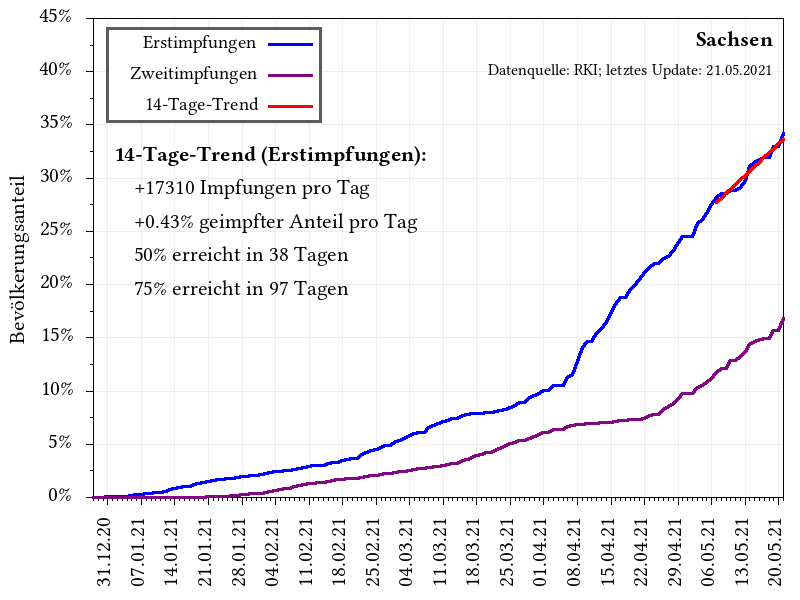 Sachsen
Datenquelle: RKI; letztes Update: 21.05.2021
Erstimpfungen
Zweitimpfungen
14-Tage-Trend
14-Tage-Trend (Erstimpfungen):
+17310 Impfungen pro Tag
+0.43% geimpfter Anteil pro Tag
50% erreicht in 38 Tagen
75% erreicht in 97 Tagen
Bevölkerungsanteil
45%
40%
35%
30%
25%
20%
15%
10%
5%
0%
31.12.20
07.01.21
14.01.21
21.01.21
28.01.21
04.02.21
11.02.21
18.02.21
25.02.21
04.03.21
11.03.21
18.03.21
25.03.21
01.04.21
08.04.21
15.04.21
22.04.21
29.04.21
06.05.21
13.05.21
20.05.21